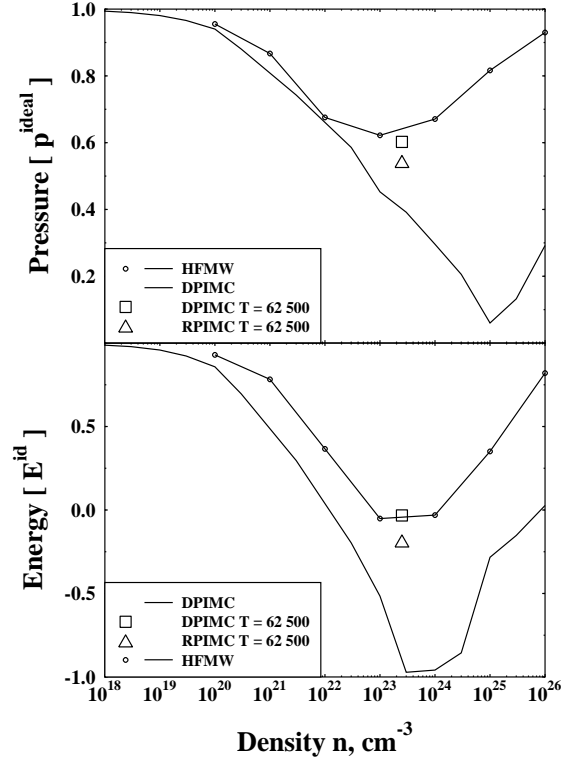 Pressure [ p^ideal ]
1.0
0.8
0.6
0.4
0.2
HFMW
DPIMC
DPIMC T = 62 500
RPIMC T = 62 500
Energy [ E^id ]
0.5
0.0
-0.5
-1.0
DPIMC
DPIMC T = 62 500
RPIMC T = 62 500
HFMW
10^18 10^19 10^20 10^21 10^22 10^23 10^24 10^25 10^26
Density n, cm^-3